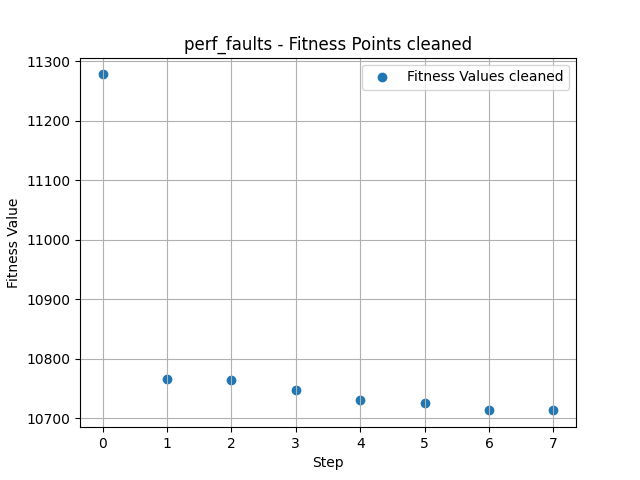 perf_faults - Fitness Points cleaned
Fitness Values cleaned
Fitness Value
11300
11200
11100
11000
10900
10800
10700
0 1 2 3 4 5 6 7
Step